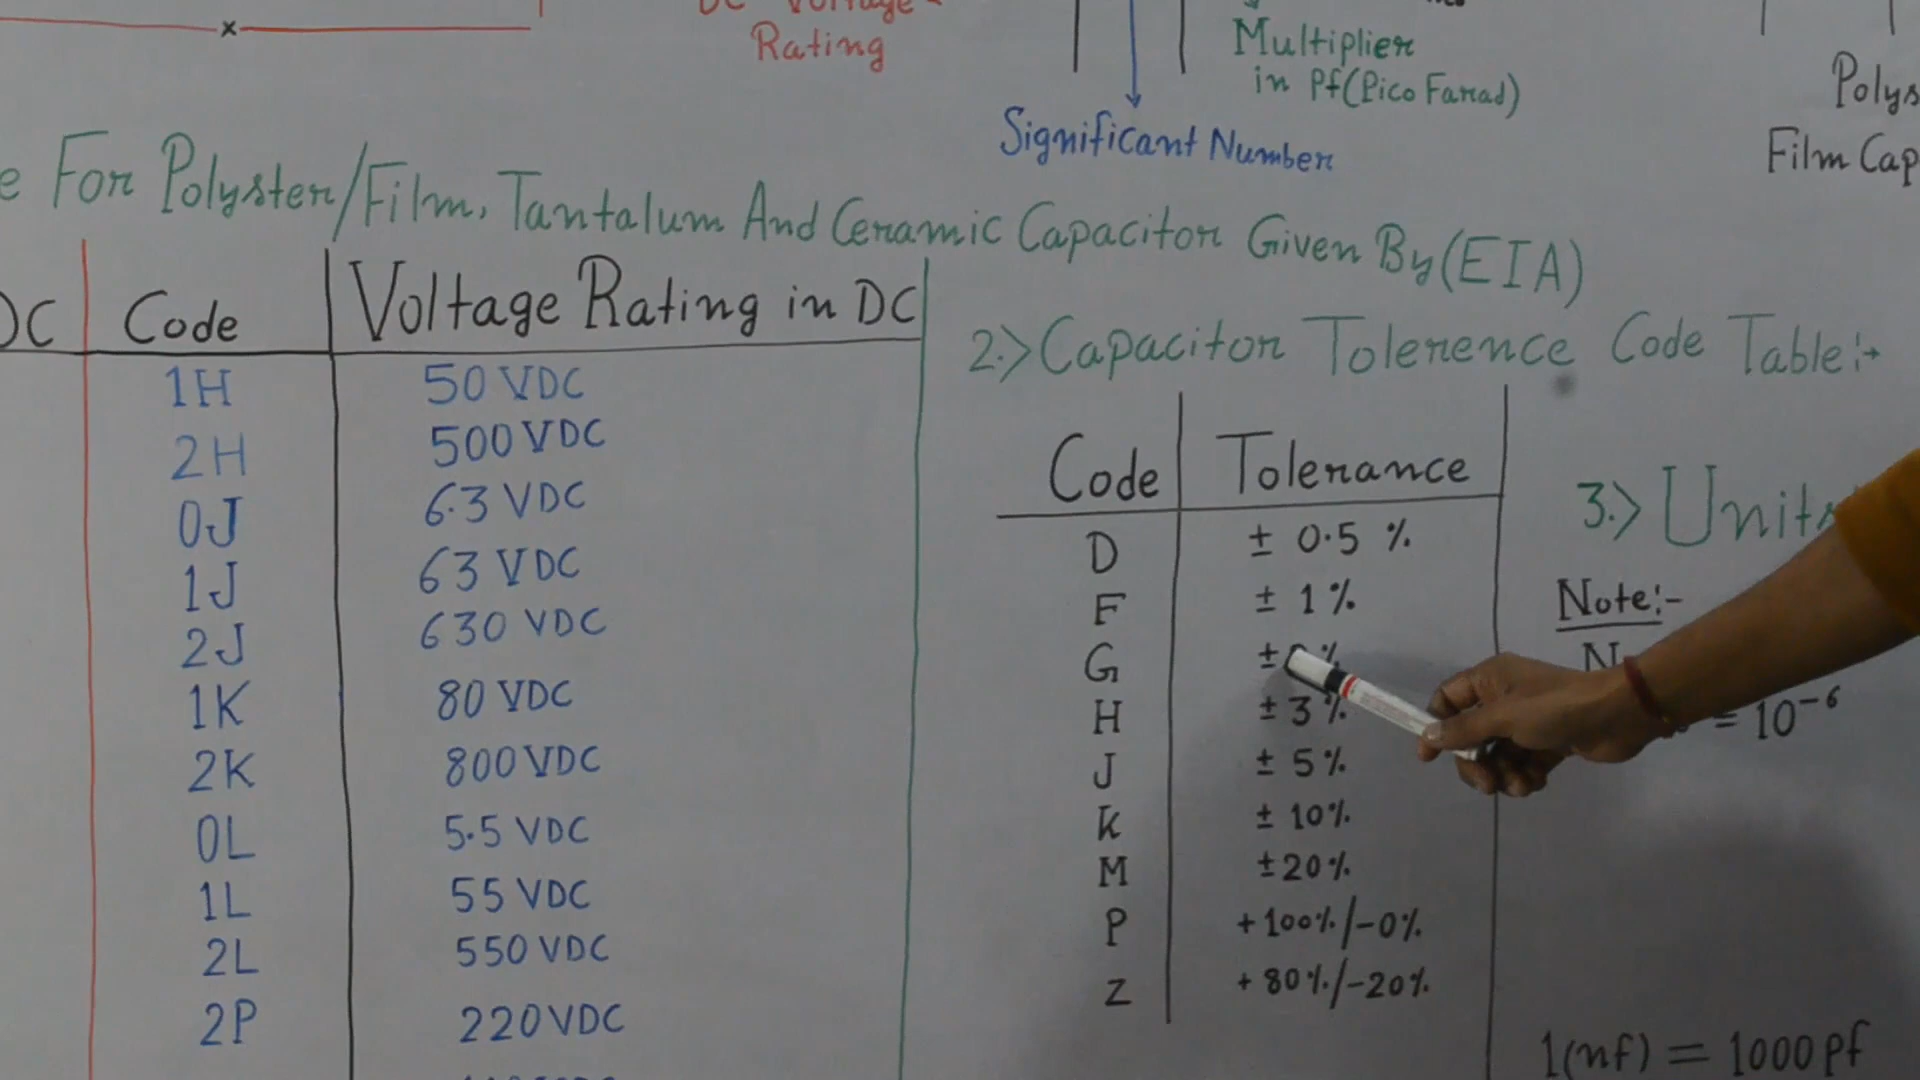 Rating
Multiplier
in Pf(Pico Farad)
Significant Number
Film Cap
For Polyster/Film, Tantalum And Ceramic Capacitor Given By (EIA)
DC Code Voltage Rating in DC
1H 50 VDC
2H 500 VDC
0J 6.3 VDC
1J 63 VDC
2J 630 VDC
1K 80 VDC
2K 800 VDC
0L 5.5 VDC
1L 55 VDC
2L 550 VDC
2P 220 VDC
2.> Capacitor Tolerence Code Table:→
Code Tolerance
D ± 0.5 %
F ± 1 %
G ± %
H ± 3 %
J ± 5 %
K ± 10%
M ± 20%
P +100%/-0%
Z +80%/-20%
3.> Units
Note:-
N
= 10⁻⁶
1(nf) = 1000 Pf